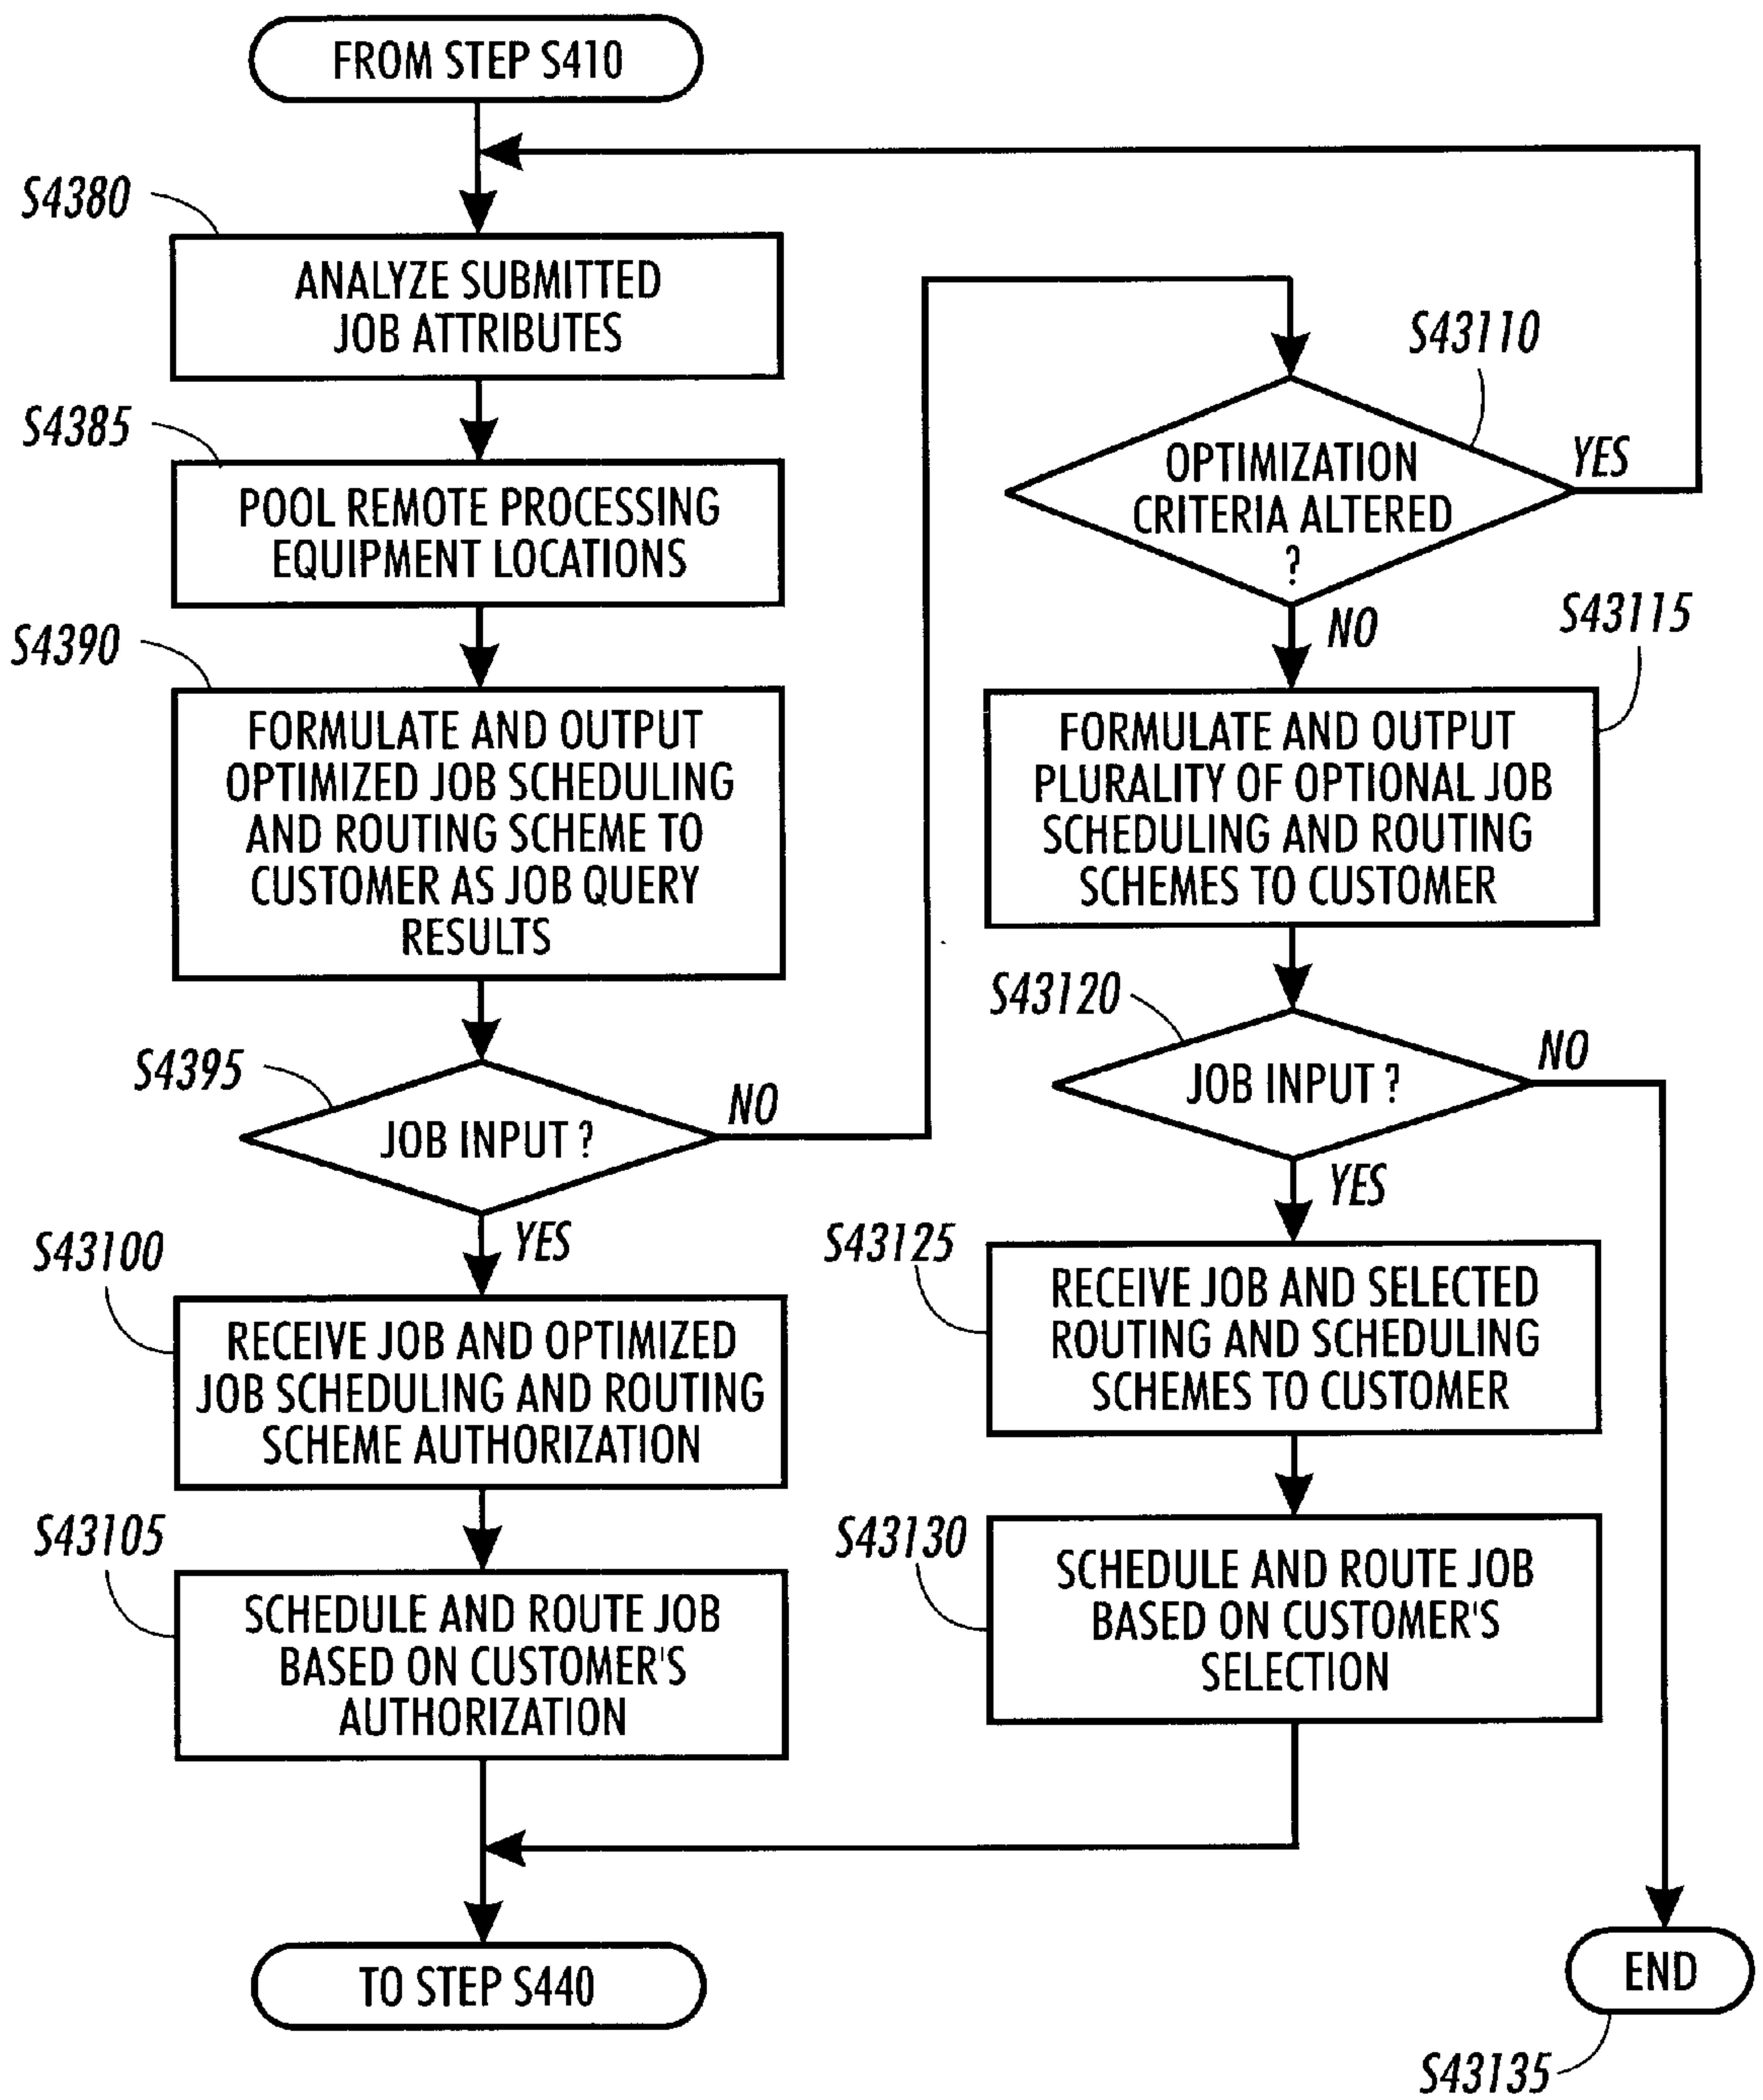 FROM STEP S410
S4380
ANALYZE SUBMITTED
JOB ATTRIBUTES
S4385
POOL REMOTE PROCESSING
EQUIPMENT LOCATIONS
S4390
FORMULATE AND OUTPUT
OPTIMIZED JOB SCHEDULING
AND ROUTING SCHEME TO
CUSTOMER AS JOB QUERY
RESULTS
S4395
JOB INPUT ?
NO
YES
S43100
RECEIVE JOB AND OPTIMIZED
JOB SCHEDULING AND ROUTING
SCHEME AUTHORIZATION
S43105
SCHEDULE AND ROUTE JOB
BASED ON CUSTOMER'S
AUTHORIZATION
TO STEP S440
S43110
OPTIMIZATION
CRITERIA ALTERED
?
YES
NO
S43115
FORMULATE AND OUTPUT
PLURALITY OF OPTIONAL JOB
SCHEDULING AND ROUTING
SCHEMES TO CUSTOMER
S43120
JOB INPUT ?
NO
YES
S43125
RECEIVE JOB AND SELECTED
ROUTING AND SCHEDULING
SCHEMES TO CUSTOMER
S43130
SCHEDULE AND ROUTE JOB
BASED ON CUSTOMER'S
SELECTION
END
S43135